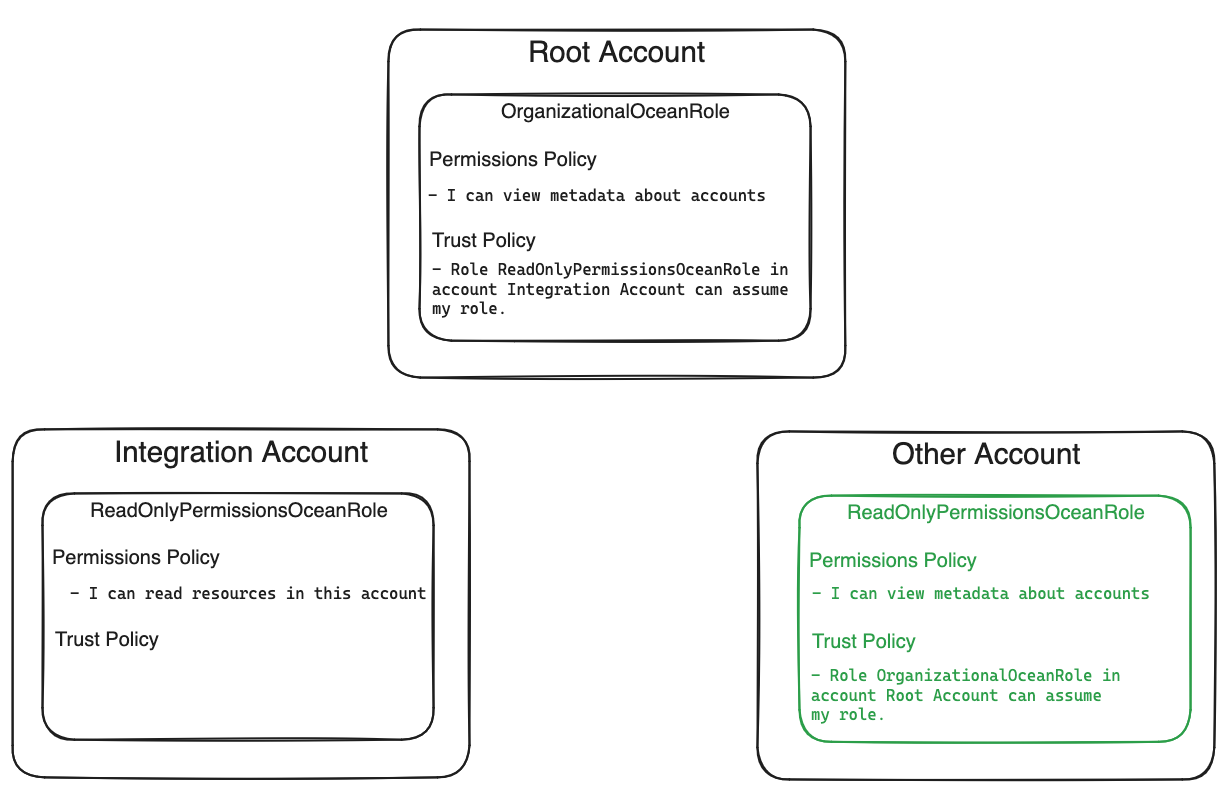 Root Account
OrganizationalOceanRole
Permissions Policy
- I can view metadata about accounts
Trust Policy
- Role ReadOnlyPermissionsOceanRole in
account Integration Account can assume
my role.
Integration Account
ReadOnlyPermissionsOceanRole
Permissions Policy
- I can read resources in this account
Trust Policy
Other Account
ReadOnlyPermissionsOceanRole
Permissions Policy
- I can view metadata about accounts
Trust Policy
- Role OrganizationalOceanRole in
account Root Account can assume
my role.